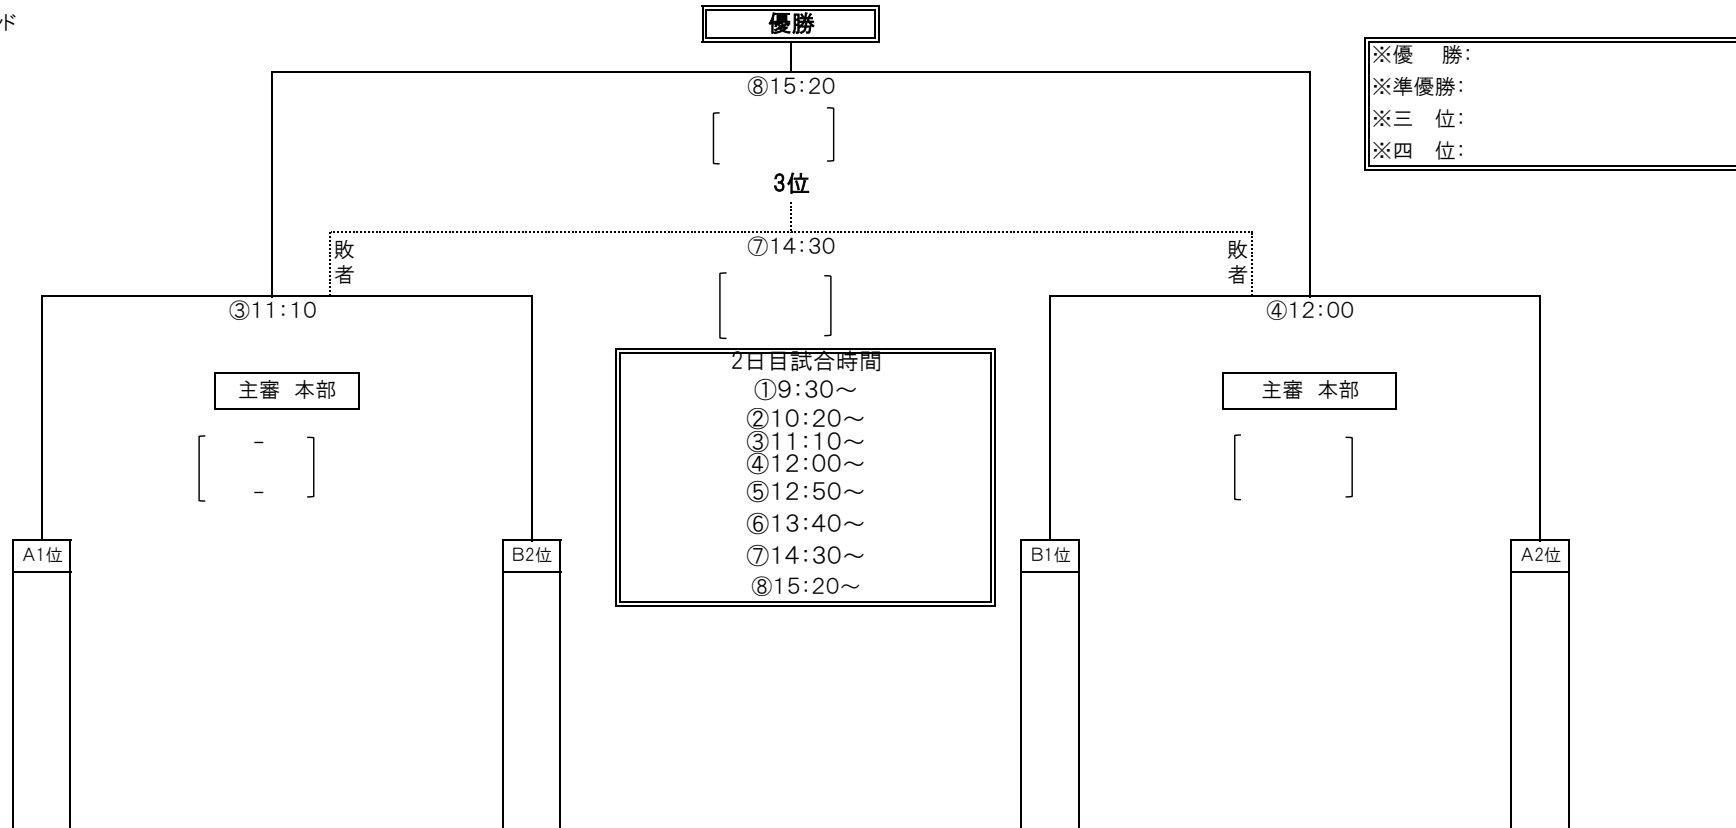 ド
優勝
※優　勝：
※準優勝：
※三　位：
※四　位：
⑧15：20
3位
⑦14：30
敗者
敗者
③11：10
④12：00
主審　本部
主審　本部
2日目試合時間
①9：30～
②10：20～
③11：10～
④12：00～
⑤12：50～
⑥13：40～
⑦14：30～
⑧15：20～
－
－
A1位
B2位
B1位
A2位